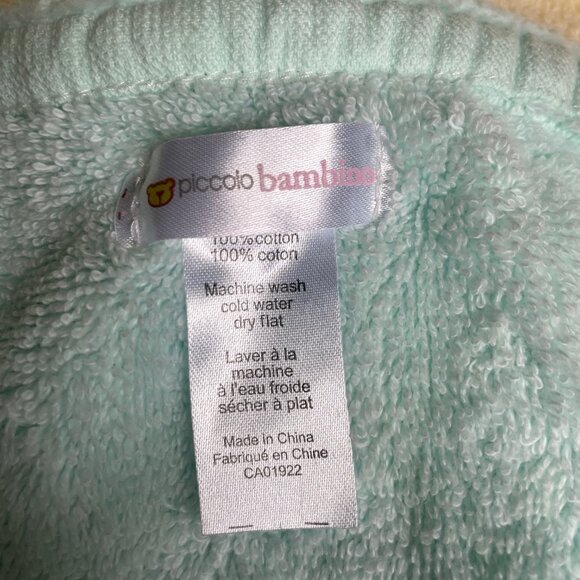 piccolo bambino
100%cotton
100% coton
Machine wash
cold water
dry flat
Laver à la
machine
à l'eau froide
sécher à plat
Made in China
Fabriqué en Chine
CA01922